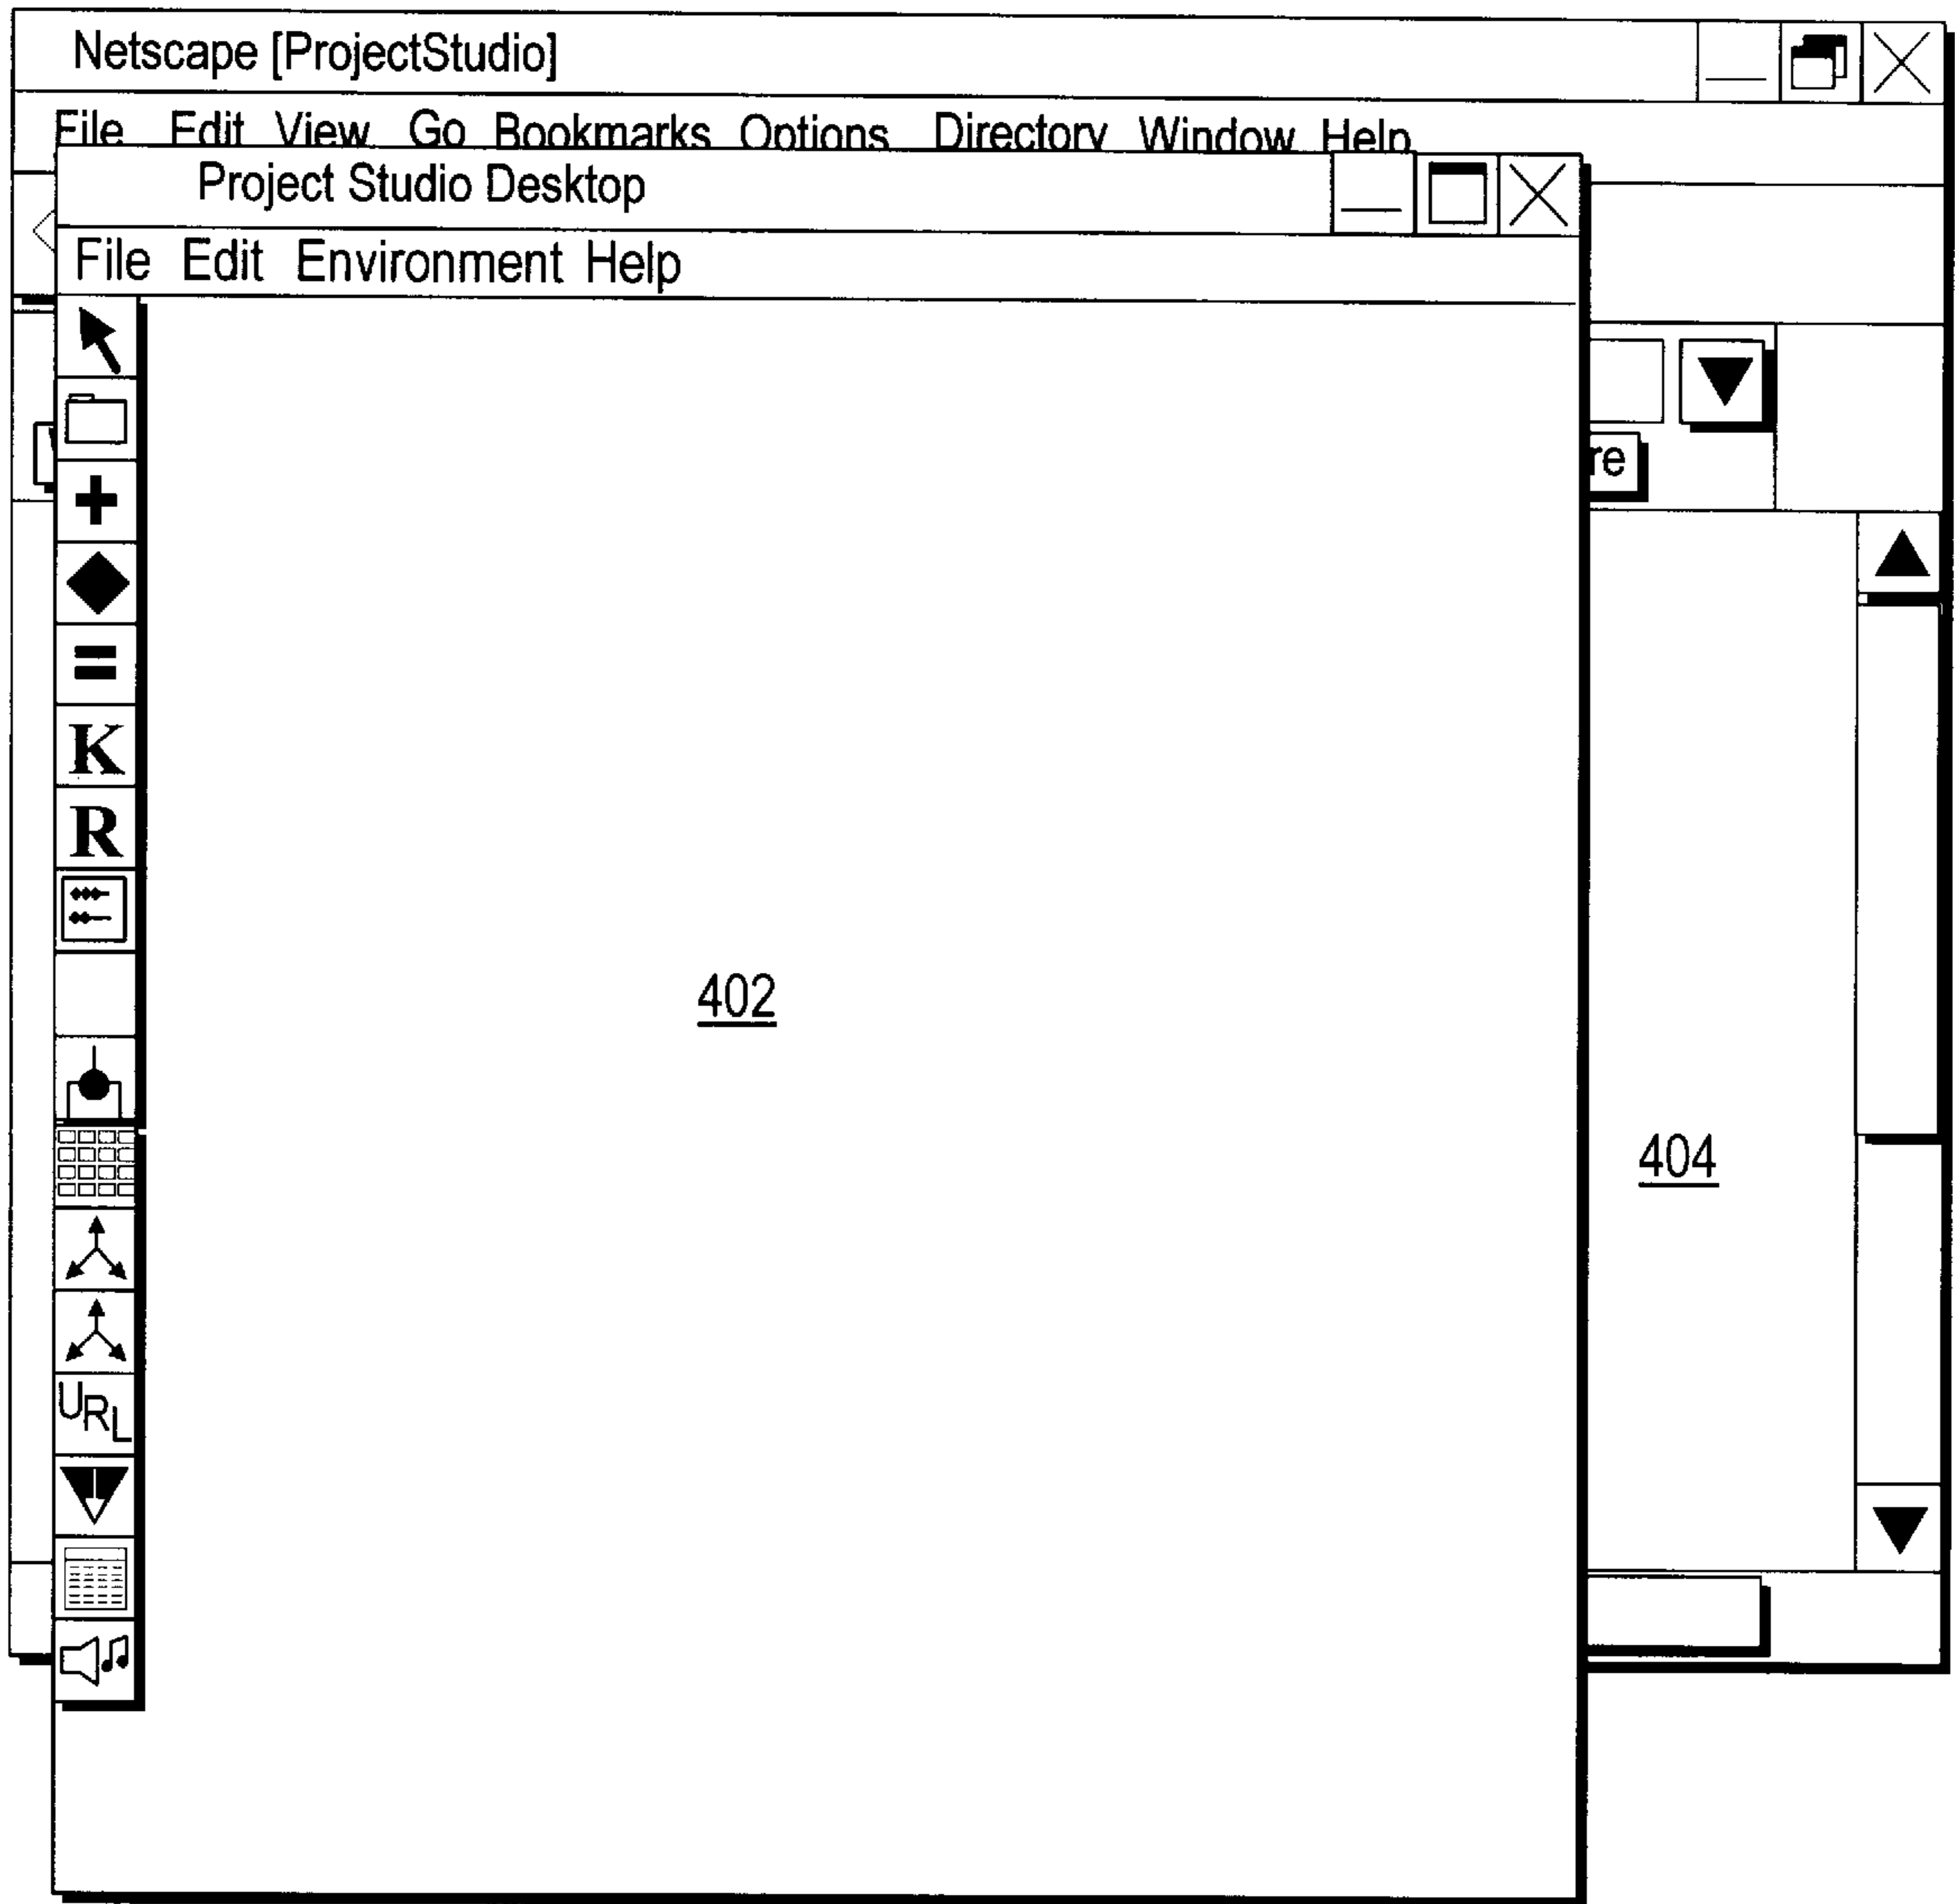 Netscape [ProjectStudio]
File Edit View Go Bookmarks Options Directory Window Help
Project Studio Desktop
File Edit Environment Help
re
K
R
402
404
URL